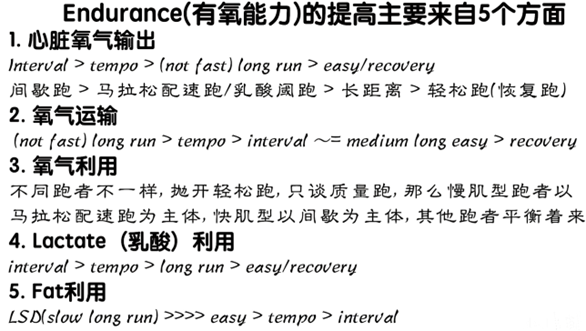 Endurance(有氧能力)的提高主要来自5个方面
1. 心脏氧气输出
Interval > tempo > (not fast) long run > easy/recovery
间歇跑 > 马拉松配速跑/乳酸阈跑 > 长距离 > 轻松跑(恢复跑)
2. 氧气运输
(not fast) long run > tempo > interval ～= medium long easy > recovery
3. 氧气利用
不同跑者不一样, 抛开轻松跑, 只谈质量跑, 那么慢肌型跑者以
马拉松配速跑为主体, 快肌型以间歇为主体, 其他跑者平衡着来
4. Lactate（乳酸）利用
interval > tempo > long run > easy/recovery
5. Fat利用
LSD(slow long run) >>>> easy > tempo > interval